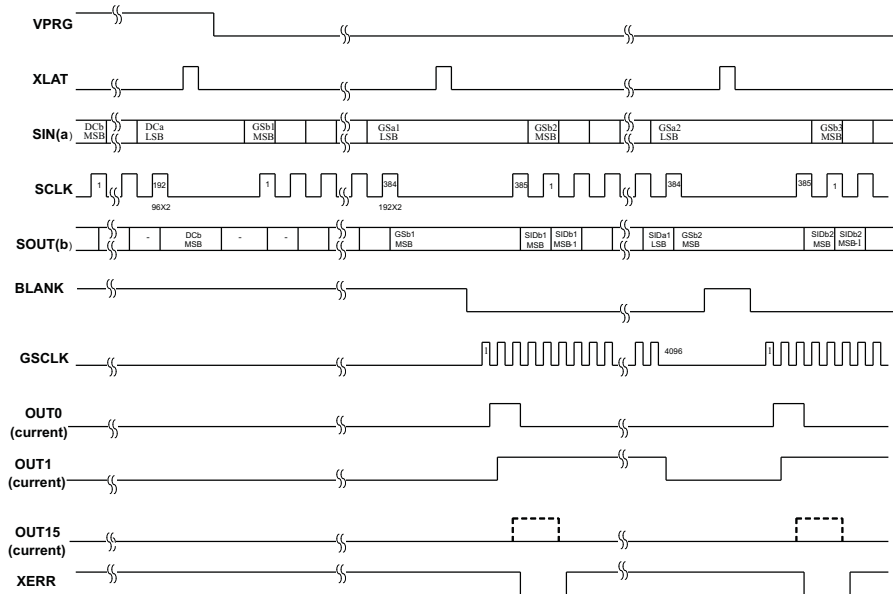 VPRG
XLAT
SIN(a)
DCb MSB
DCa LSB
GSb1 MSB
GSa1 LSB
GSb2 MSB
GSa2 LSB
GSb3 MSB
SCLK
1
192
1
384
385
1
384
385
1
96X2
192X2
SOUT(b)
-
DCb MSB
-
-
GSb1 MSB
SIDb1 MSB
SIDb1 MSB-1
SIDa1 LSB
GSb2 MSB
SIDb2 MSB
SIDb2 MSB-1
BLANK
GSCLK
1
4096
1
OUT0
(current)
OUT1
(current)
OUT15
(current)
XERR